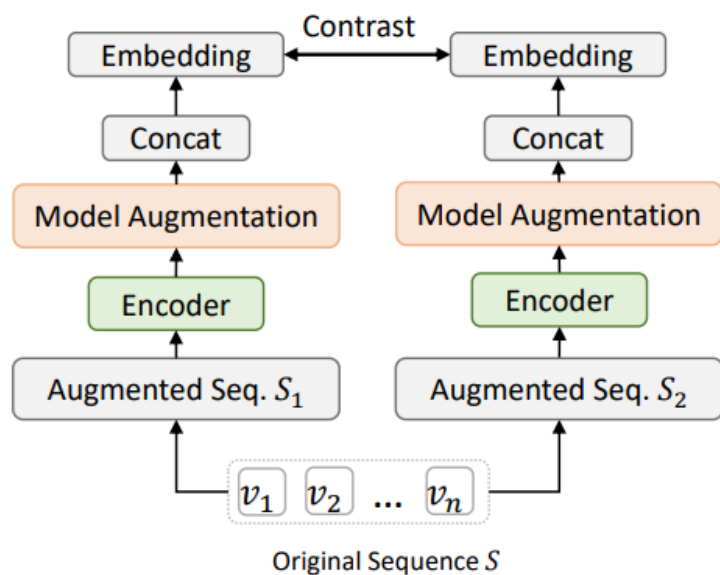 Contrast
Embedding Embedding
Concat Concat
Model Augmentation Model Augmentation
Encoder Encoder
Augmented Seq. S₁ Augmented Seq. S₂
v₁ v₂ ... vₙ
Original Sequence S